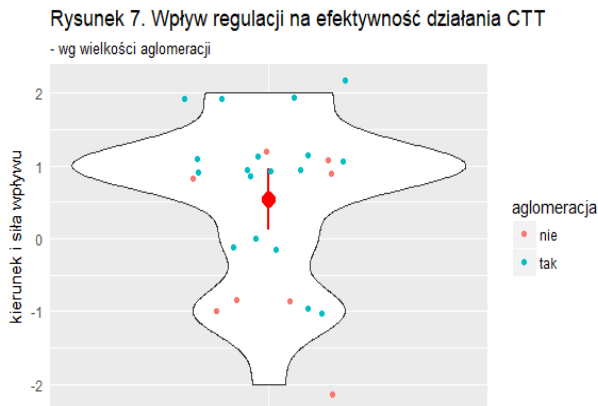 Rysunek 7. Wpływ regulacji na efektywność działania CTT
- wg wielkości aglomeracji
kierunek i siła wpływu
2
1
0
-1
-2
aglomeracja
nie
tak